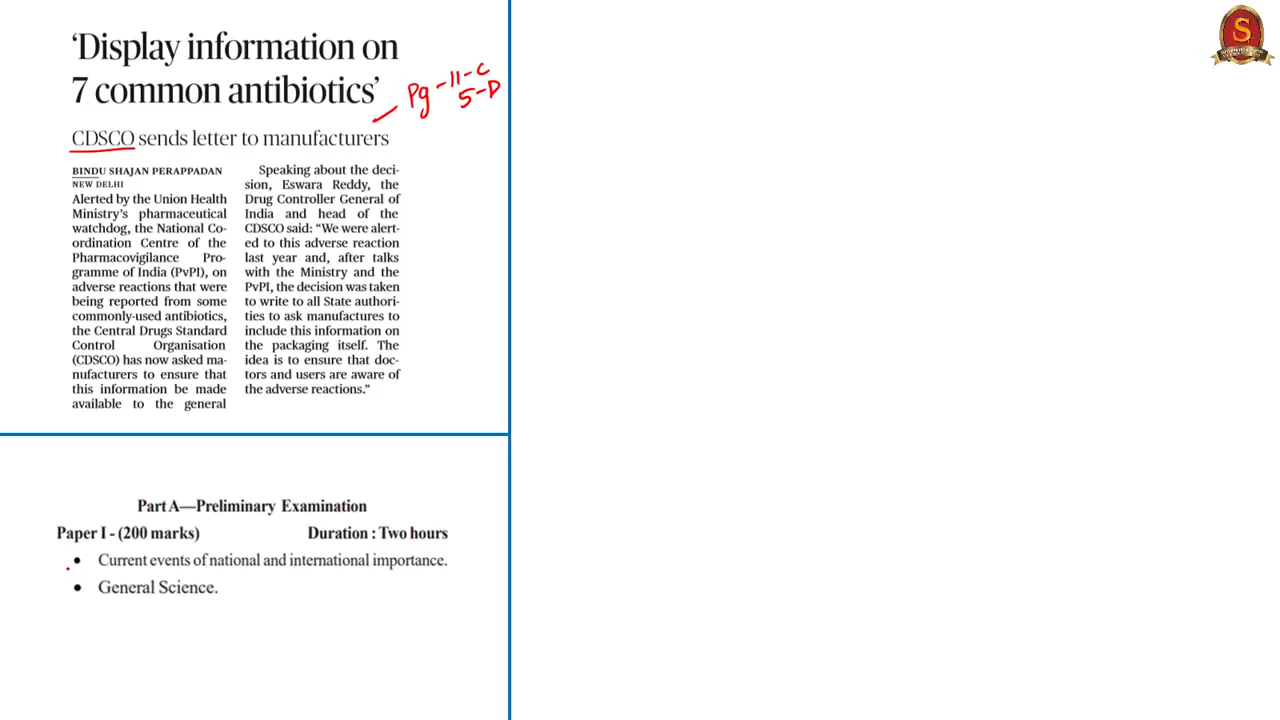 ‘Display information on
7 common antibiotics’
Pg-11-C
5-D
CDSCO sends letter to manufacturers
BINDU SHAJAN PERAPPADAN
NEW DELHI
Alerted by the Union Health
Ministry’s pharmaceutical
watchdog, the National Co-
ordination Centre of the
Pharmacovigilance Pro-
gramme of India (PvPI), on
adverse reactions that were
being reported from some
commonly-used antibiotics,
the Central Drugs Standard
Control Organisation
(CDSCO) has now asked ma-
nufacturers to ensure that
this information be made
available to the general
Speaking about the deci-
sion, Eswara Reddy, the
Drug Controller General of
India and head of the
CDSCO said: “We were alert-
ed to this adverse reaction
last year and, after talks
with the Ministry and the
PvPI, the decision was taken
to write to all State authori-
ties to ask manufactures to
include this information on
the packaging itself. The
idea is to ensure that doc-
tors and users are aware of
the adverse reactions.”
Part A—Preliminary Examination
Paper I - (200 marks) Duration : Two hours
• Current events of national and international importance.
• General Science.
S